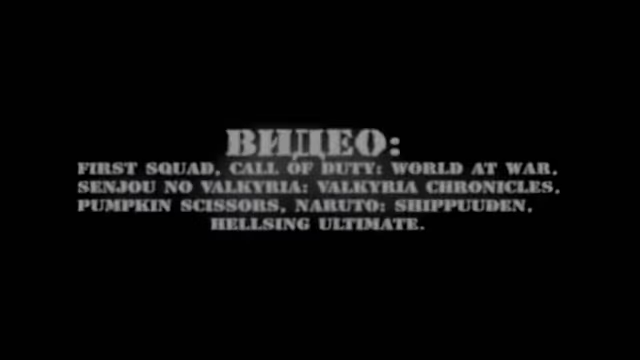 ВИДЕО:
FIRST SQUAD, CALL OF DUTY: WORLD AT WAR,
SENJOU NO VALKYRIA: VALKYRIA CHRONICLES,
PUMPKIN SCISSORS, NARUTO: SHIPPUUDEN,
HELLSING ULTIMATE.